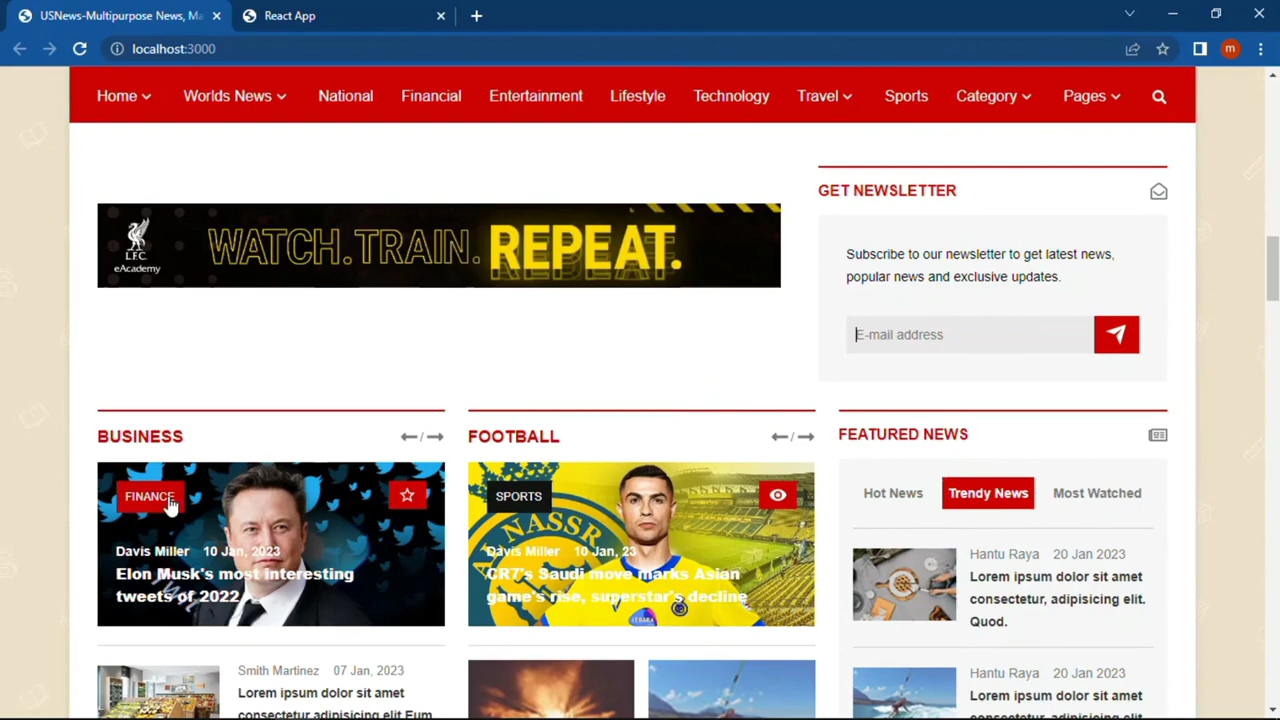 USNews-Multipurpose News, Ma
React App
localhost:3000
m
Home
Worlds News
National
Financial
Entertainment
Lifestyle
Technology
Travel
Sports
Category
Pages
L.F.C.
eAcademy
WATCH.TRAIN. REPEAT.
GET NEWSLETTER
Subscribe to our newsletter to get latest news,
popular news and exclusive updates.
E-mail address
BUSINESS
/
FINANCE
Davis Miller 10 Jan, 2023
Elon Musk's most interesting
tweets of 2022
Smith Martinez 07 Jan, 2023
Lorem ipsum dolor sit amet
consectetur adipisicing elit Eum
FOOTBALL
/
SPORTS
NASSR
Davis Miller 10 Jan, 23
CR7's Saudi move marks Asian
game's rise, superstar's decline
FEATURED NEWS
Hot News
Trendy News
Most Watched
Hantu Raya 20 Jan 2023
Lorem ipsum dolor sit amet
consectetur, adipisicing elit.
Quod.
Hantu Raya 20 Jan 2023
Lorem ipsum dolor sit amet
consectetur, adipisicing elit.